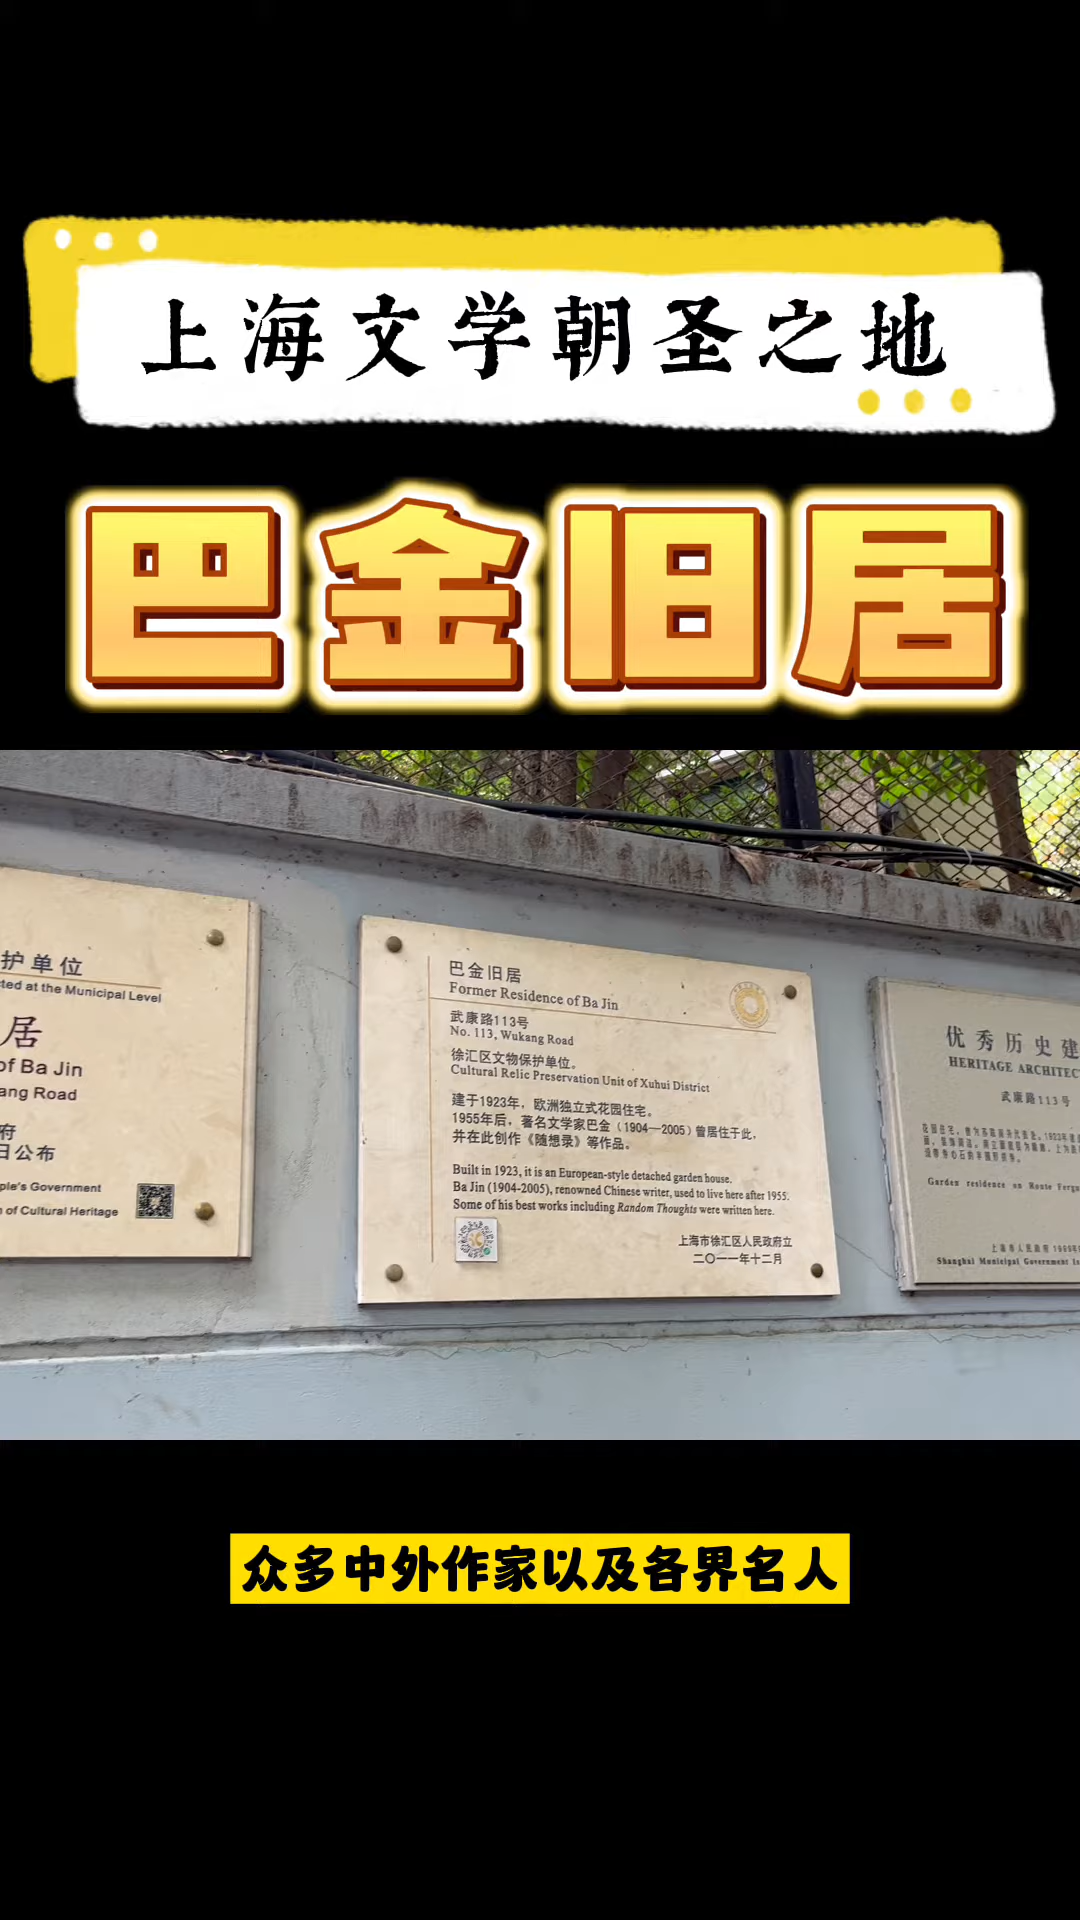 上海文学朝圣之地
巴金旧居
护单位
ted at the Municipal Level
居
of Ba Jin
ang Road
府
日公布
ple's Government
n of Cultural Heritage
巴金旧居
Former Residence of Ba Jin
武康路113号
No. 113, Wukang Road
徐汇区文物保护单位。
Cultural Relic Preservation Unit of Xuhui District
建于1923年，欧洲独立式花园住宅。
1955年后，著名文学家巴金（1904—2005）曾居住于此，
并在此创作《随想录》等作品。
Built in 1923, it is an European-style detached garden house.
Ba Jin (1904-2005), renowned Chinese writer, used to live here after 1955.
Some of his best works including Random Thoughts were written here.
上海市徐汇区人民政府立
二〇一一年十二月
优秀历史建
HERITAGE ARCHITECT
武康路113号
Garden residence on Route Fergu
上海市人民政府
Shanghai Municipal Government
众多中外作家以及各界名人